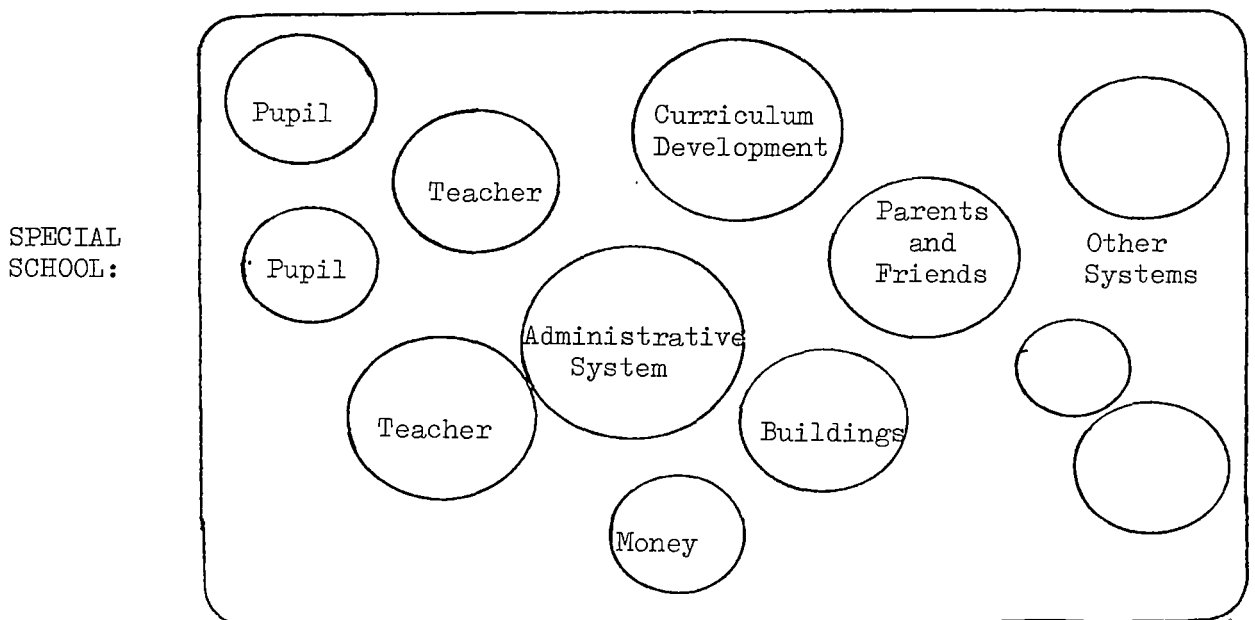 SPECIAL
SCHOOL:
Pupil
Teacher
Pupil
Teacher
Curriculum
Development
Administrative
System
Parents
and
Friends
Buildings
Money
Other
Systems